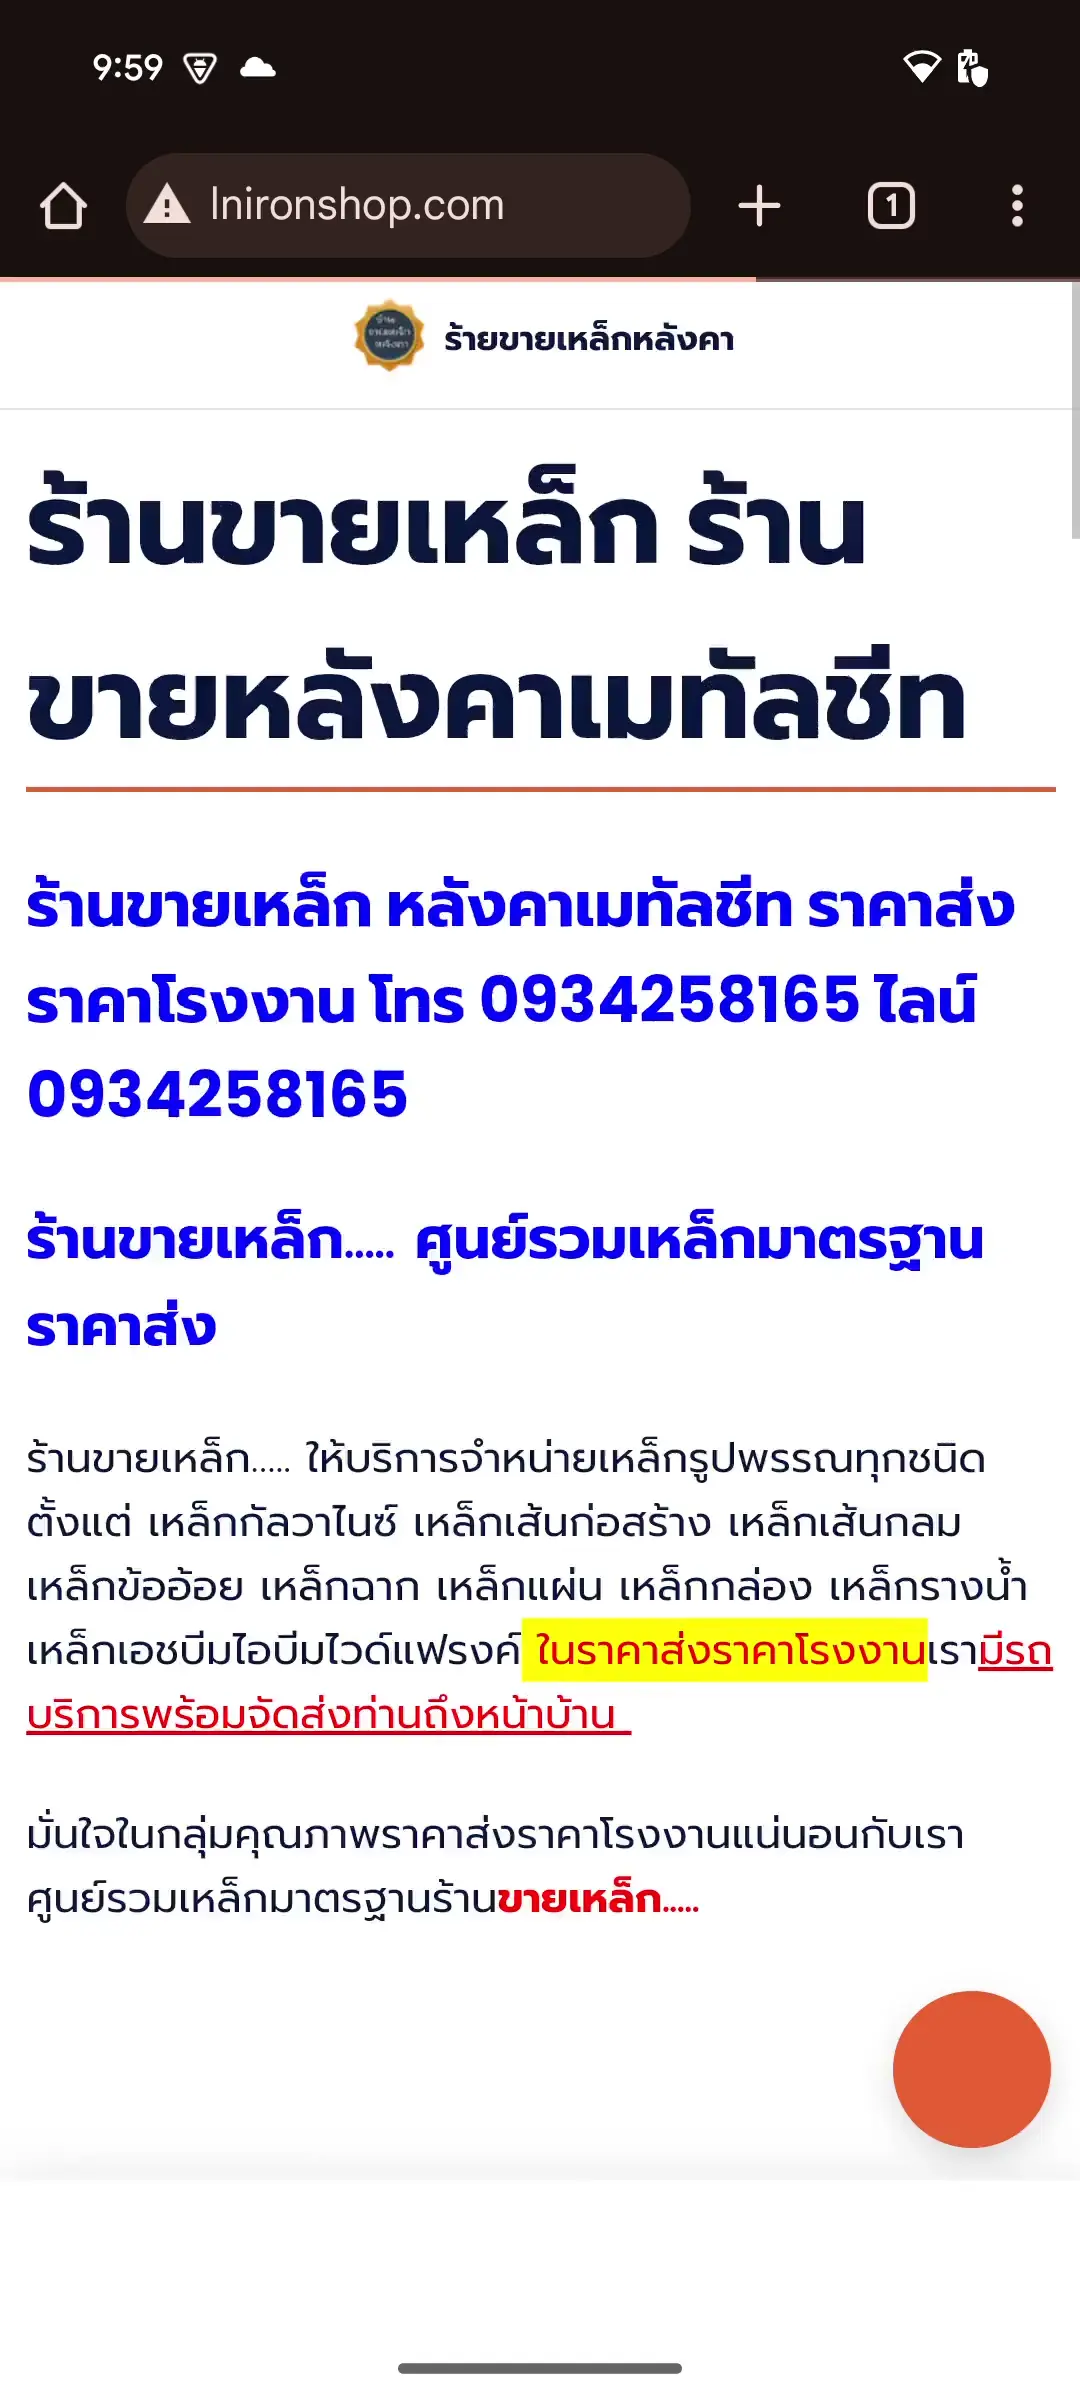 9:59
lnironshop.com
1
ร้ายขายเหล็กหลังคา
ร้านขายเหล็ก ร้าน
ขายหลังคาเมทัลชีท
ร้านขายเหล็ก หลังคาเมทัลชีท ราคาส่ง
ราคาโรงงาน โทร 0934258165 ไลน์
0934258165
ร้านขายเหล็ก..... ศูนย์รวมเหล็กมาตรฐาน
ราคาส่ง
ร้านขายเหล็ก..... ให้บริการจำหน่ายเหล็กรูปพรรณทุกชนิด
ตั้งแต่ เหล็กกัลวาไนซ์ เหล็กเส้นก่อสร้าง เหล็กเส้นกลม
เหล็กข้ออ้อย เหล็กฉาก เหล็กแผ่น เหล็กกล่อง เหล็กรางน้ำ
เหล็กเอชบีมไอบีมไวด์แฟรงค์ ในราคาส่งราคาโรงงานเรามีรถ
บริการพร้อมจัดส่งท่านถึงหน้าบ้าน
มั่นใจในกลุ่มคุณภาพราคาส่งราคาโรงงานแน่นอนกับเรา
ศูนย์รวมเหล็กมาตรฐานร้านขายเหล็ก.....